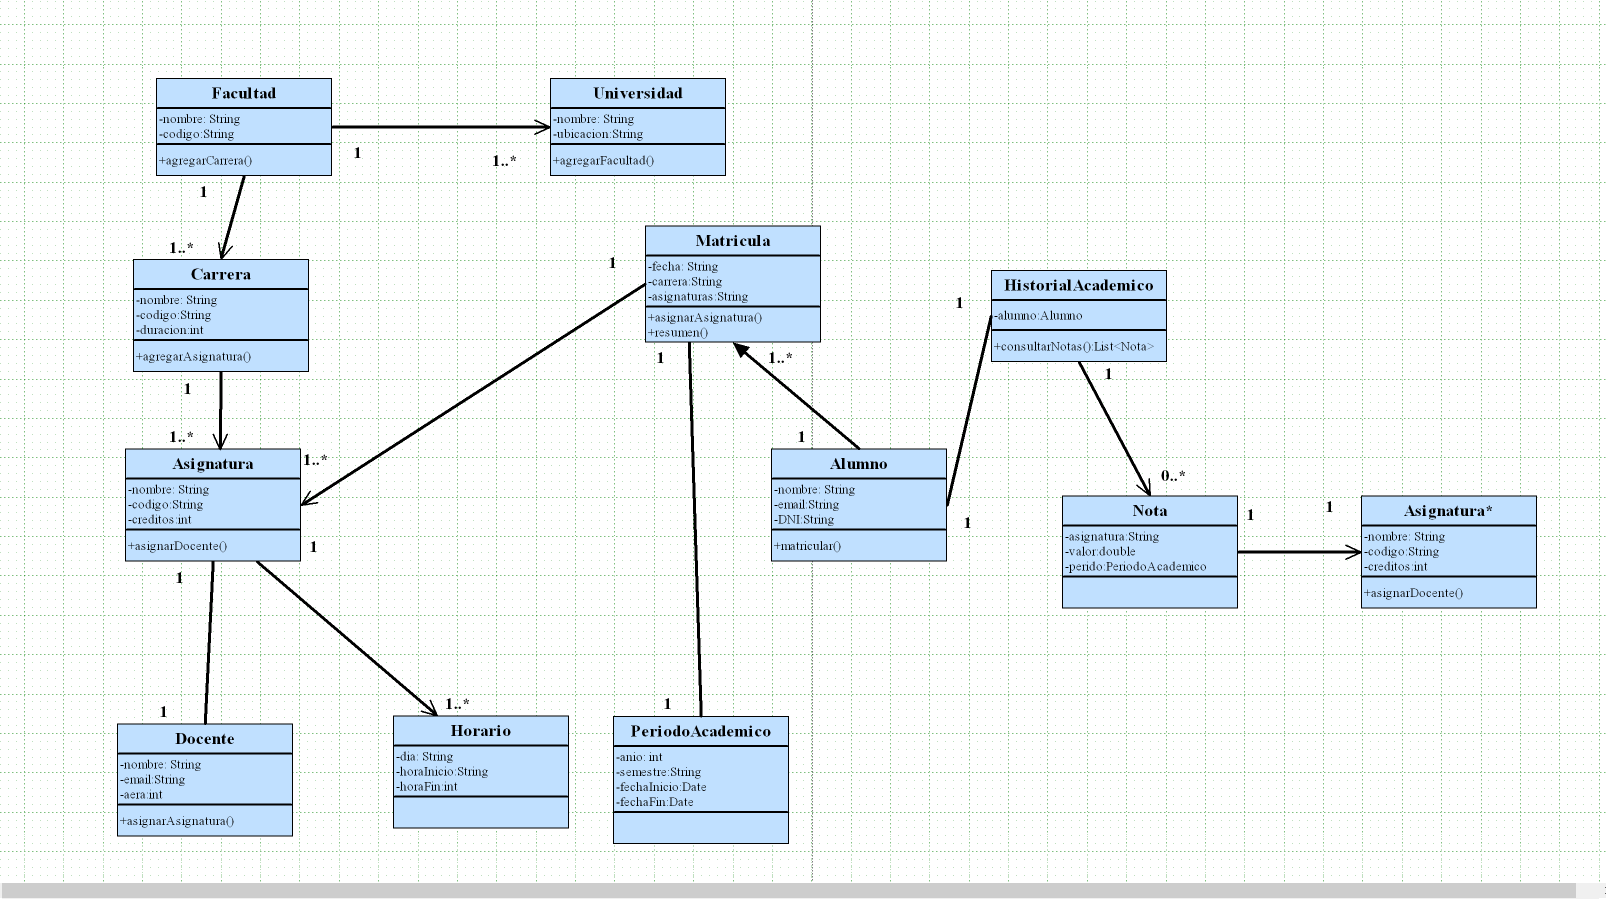 Facultad
-nombre: String
-codigo:String
+agregarCarrera()
1
1..*
Universidad
-nombre: String
-ubicacion:String
+agregarFacultad()
1
1..*
Carrera
-nombre: String
-codigo:String
-duracion:int
+agregarAsignatura()
1
1..*
Matricula
-fecha: String
-carrera:String
-asignaturas:String
+asignarAsignatura()
+resumen()
1
1
1..*
HistorialAcademico
-alumno:Alumno
+consultarNotas():List<Nota>
1
1
Asignatura
-nombre: String
-codigo:String
-creditos:int
+asignarDocente()
1..*
1
1
Alumno
-nombre: String
-email:String
-DNI:String
+matricular()
1
1
0..*
Nota
-asignatura:String
-valor:double
-perido:PeriodoAcademico
1
1
Asignatura*
-nombre: String
-codigo:String
-creditos:int
+asignarDocente()
1
Docente
-nombre: String
-email:String
-aera:int
+asignarAsignatura()
1..*
Horario
-dia: String
-horaInicio:String
-horaFin:int
1
PeriodoAcademico
-anio: int
-semestre:String
-fechaInicio:Date
-fechaFin:Date